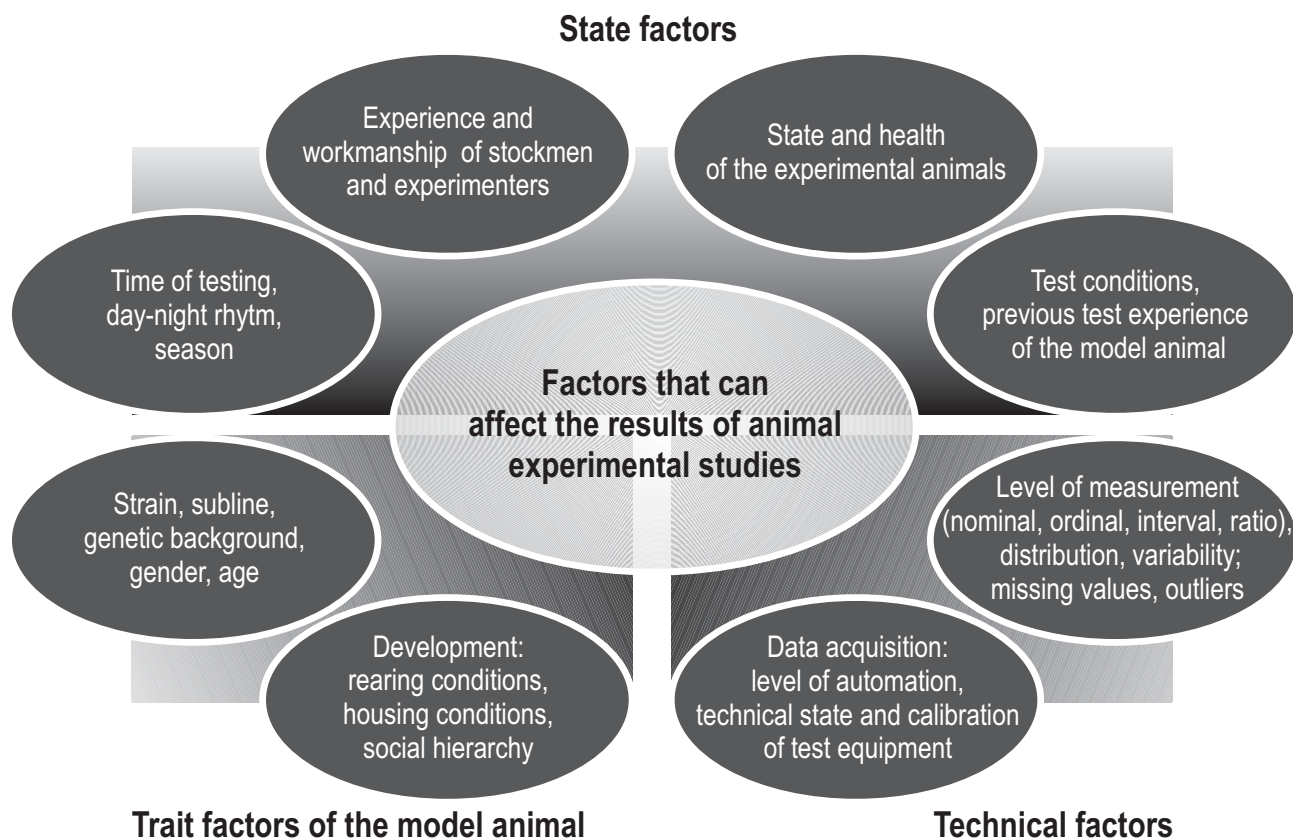 State factors
Experience and
workmanship of stockmen
and experimenters
State and health
of the experimental animals
Time of testing,
day-night rhytm,
season
Test conditions,
previous test experience
of the model animal
Factors that can
affect the results of animal
experimental studies
Strain, subline,
genetic background,
gender, age
Level of measurement
(nominal, ordinal, interval, ratio),
distribution, variability;
missing values, outliers
Development:
rearing conditions,
housing conditions,
social hierarchy
Data acquisition:
level of automation,
technical state and calibration
of test equipment
Trait factors of the model animal
Technical factors